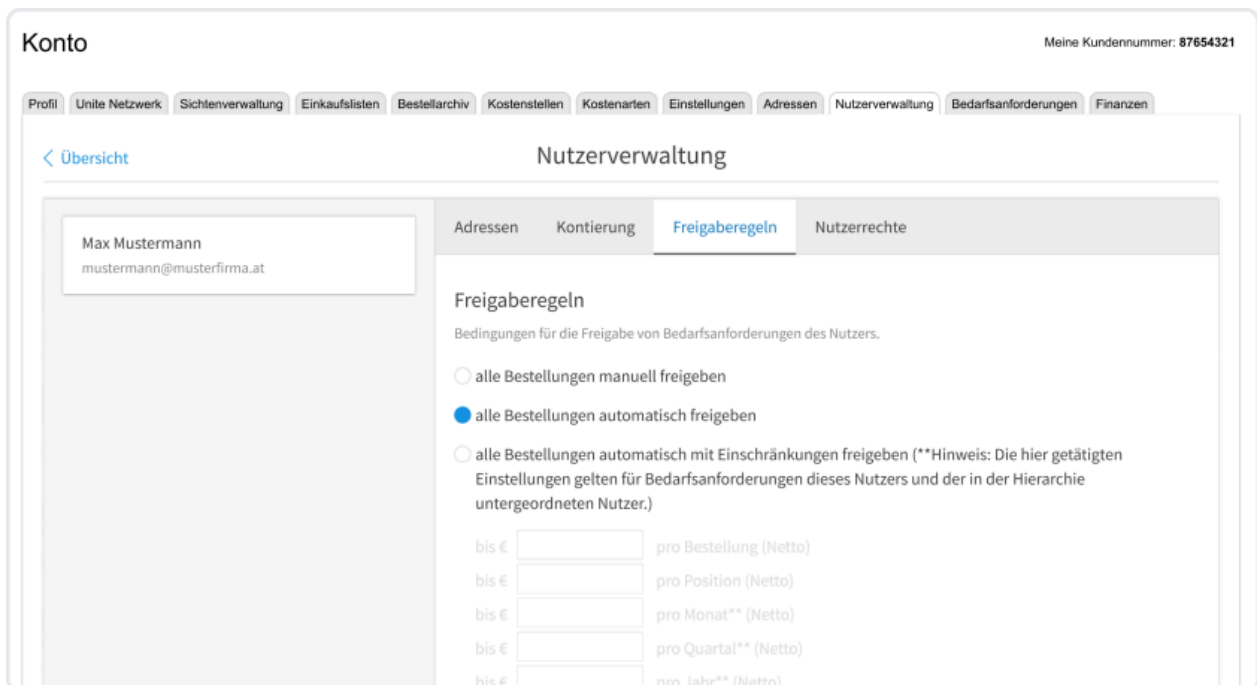 Konto
Meine Kundennummer: 87654321
Profil Unite Netzwerk Sichtenverwaltung Einkaufslisten Bestellarchiv Kostenstellen Kostenarten Einstellungen Adressen Nutzerverwaltung Bedarfsanforderungen Finanzen
Übersicht
Nutzerverwaltung
Max Mustermann
mustermann@musterfirma.at
Adressen Kontierung Freigaberegeln Nutzerrechte
Freigaberegeln
Bedingungen für die Freigabe von Bedarfsanforderungen des Nutzers.
alle Bestellungen manuell freigeben
alle Bestellungen automatisch freigeben
alle Bestellungen automatisch mit Einschränkungen freigeben (**Hinweis: Die hier getätigten
Einstellungen gelten für Bedarfsanforderungen dieses Nutzers und der in der Hierarchie
untergeordneten Nutzer.)
bis € pro Bestellung (Netto)
bis € pro Position (Netto)
bis € pro Monat** (Netto)
bis € pro Quartal** (Netto)
bis € pro Jahr** (Netto)